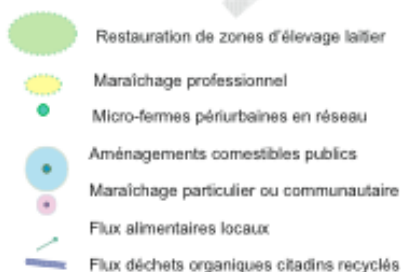 Restauration de zones d'élevage laitier
Maraîchage professionnel
Micro-fermes périurbaines en réseau
Aménagements comestibles publics
Maraîchage particulier ou communautaire
Flux alimentaires locaux
Flux déchets organiques citadins recyclés